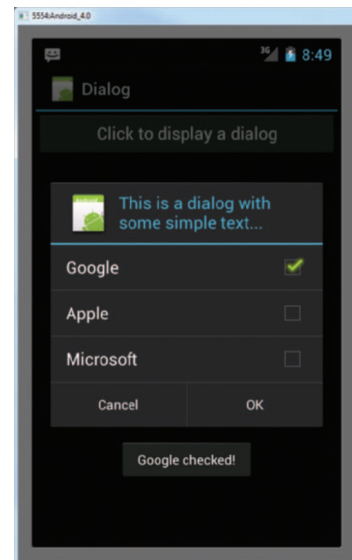 5554:Android_4.0
3G 8:49
Dialog
Click to display a dialog
This is a dialog with
some simple text...
Google
Apple
Microsoft
Cancel OK
Google checked!